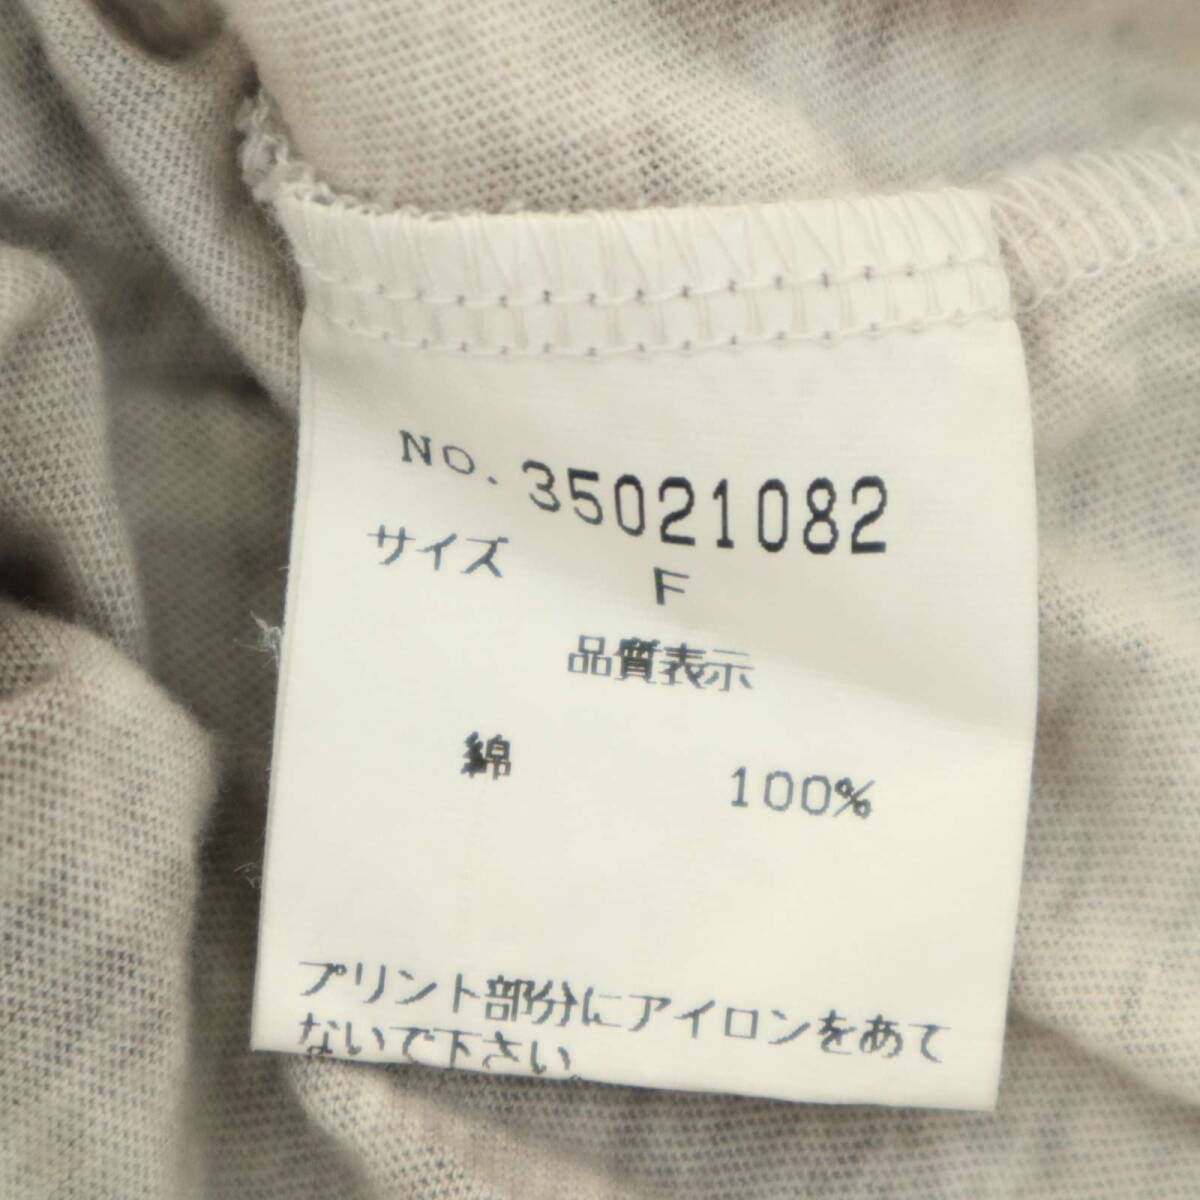 No. 35021082
サイズ F
品質表示
綿 100%
プリント部分にアイロンをあて
ないで下さい。